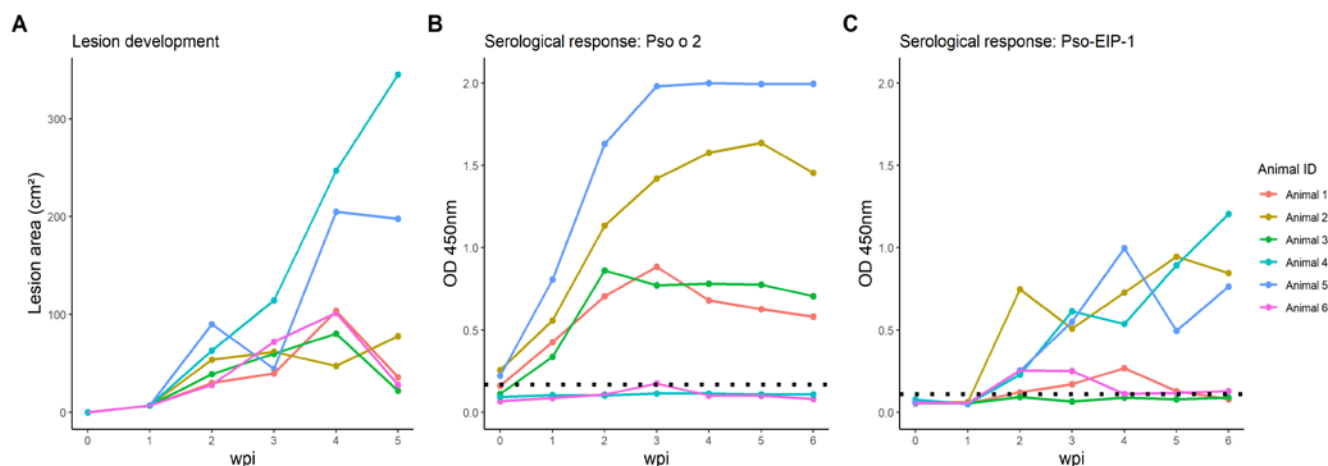 A
Lesion development
Lesion area (cm²)
300
200
100
0
0 1 2 3 4 5
wpi
B
Serological response: Pso o 2
OD 450nm
2.0
1.5
1.0
0.5
0.0
0 1 2 3 4 5 6
wpi
C
Serological response: Pso-EIP-1
OD 450nm
2.0
1.5
1.0
0.5
0.0
0 1 2 3 4 5 6
wpi
Animal ID
Animal 1
Animal 2
Animal 3
Animal 4
Animal 5
Animal 6